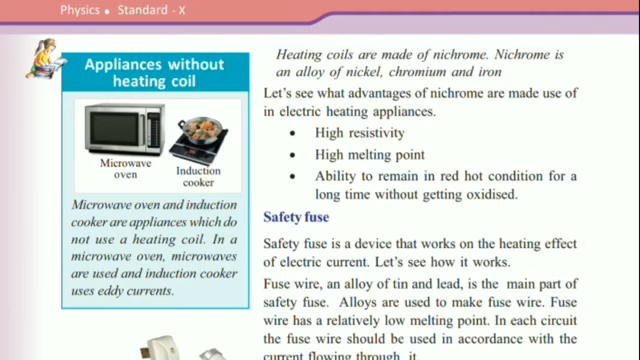 Physics • Standard - X
Appliances without
heating coil
Microwave
oven
Induction
cooker
Microwave oven and induction
cooker are appliances which do
not use a heating coil. In a
microwave oven, microwaves
are used and induction cooker
uses eddy currents.
Heating coils are made of nichrome. Nichrome is
an alloy of nickel, chromium and iron
Let's see what advantages of nichrome are made use of
in electric heating appliances.
• High resistivity
• High melting point
• Ability to remain in red hot condition for a
long time without getting oxidised.
Safety fuse
Safety fuse is a device that works on the heating effect
of electric current. Let's see how it works.
Fuse wire, an alloy of tin and lead, is the main part of
safety fuse. Alloys are used to make fuse wire. Fuse
wire has a relatively low melting point. In each circuit
the fuse wire should be used in accordance with the
current flowing through it.